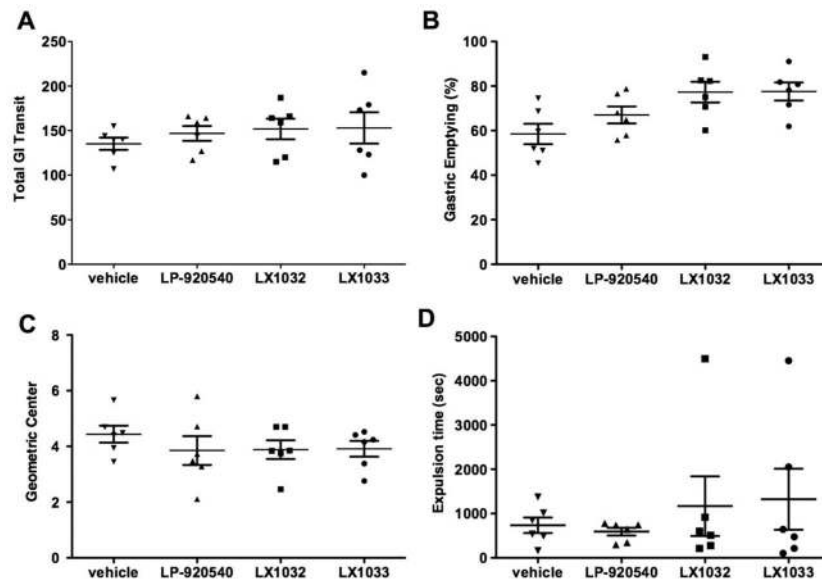 A
Total GI Transit
250
200
150
100
50
0
vehicle LP-920540 LX1032 LX1033
B
Gastric Emptying (%)
100
80
60
40
20
0
vehicle LP-920540 LX1032 LX1033
C
Geometric Center
8
6
4
2
0
vehicle LP-920540 LX1032 LX1033
D
Expulsion time (sec)
5000
4000
3000
2000
1000
0
vehicle LP-920540 LX1032 LX1033